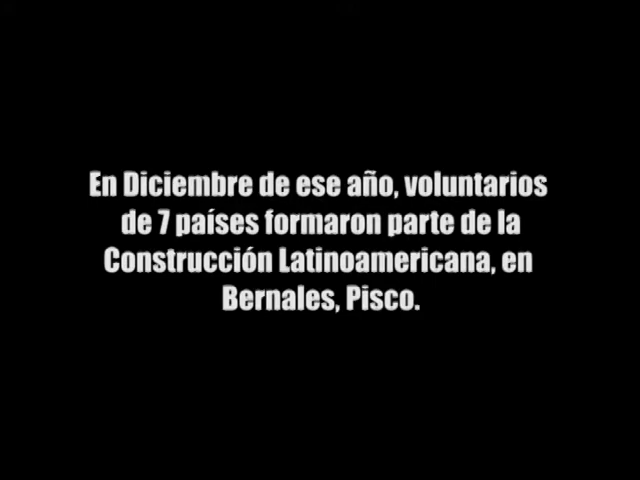 En Diciembre de ese año, voluntarios
de 7 países formaron parte de la
Construcción Latinoamericana, en
Bernales, Pisco.